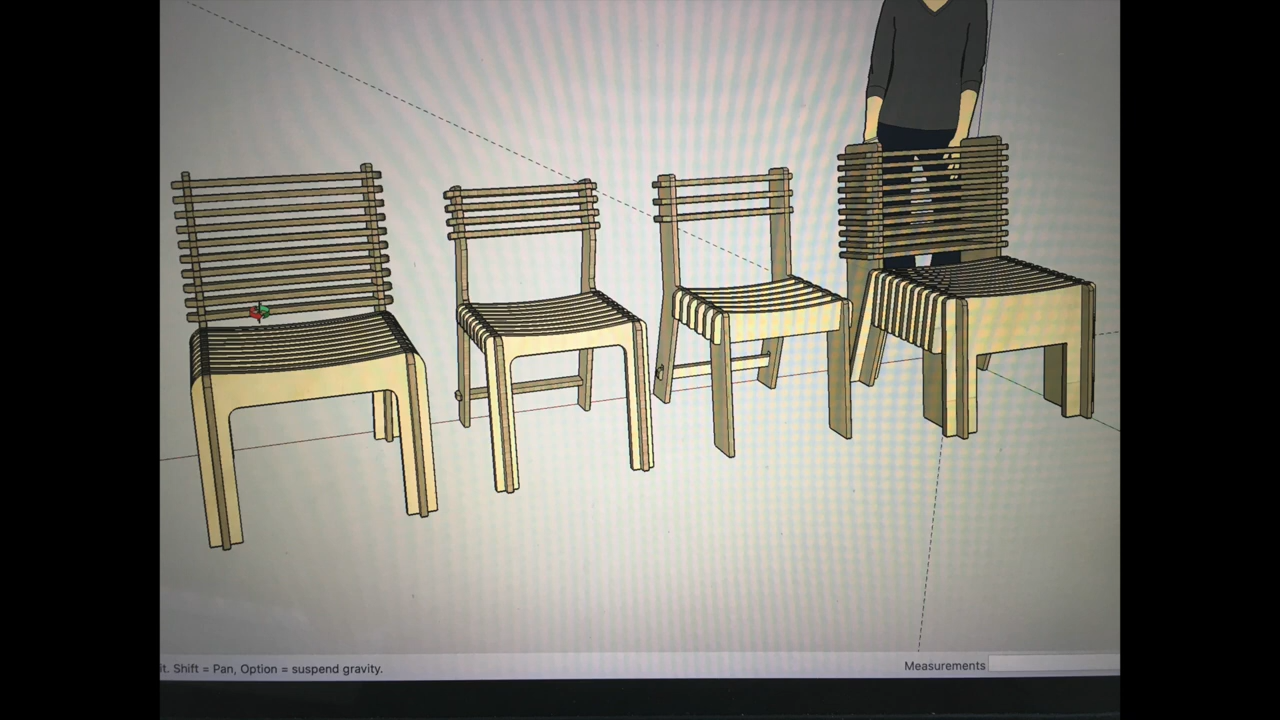 it. Shift = Pan, Option = suspend gravity.
Measurements